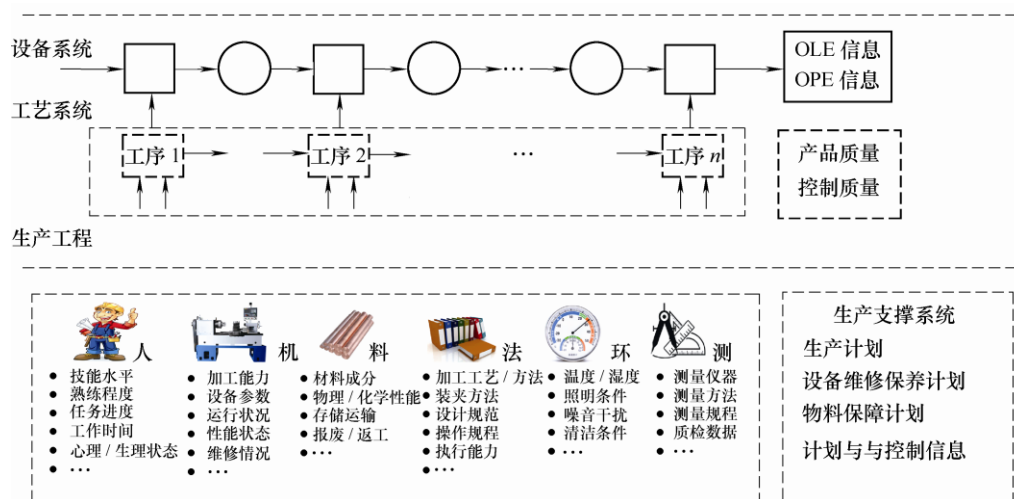 设备系统
OLE 信息
OPE 信息
...
工艺系统
工序 1
工序 2
...
工序 n
产品质量
控制质量
生产工程
人
● 技能水平
● 熟练程度
● 任务进度
● 工作时间
● 心理 / 生理状态
● ...
机
● 加工能力
● 设备参数
● 运行状况
● 性能状态
● 维修情况
● ...
料
● 材料成分
● 物理 / 化学性能
● 存储运输
● 报废 / 返工
● ...
法
● 加工工艺 / 方法
● 装夹方法
● 设计规范
● 操作规程
● 执行能力
● ...
环
● 温度 / 湿度
● 照明条件
● 噪音干扰
● 清洁条件
● ...
测
● 测量仪器
● 测量方法
● 测量规程
● 质检数据
● ...
生产支撑系统
生产计划
设备维修保养计划
物料保障计划
计划与与控制信息